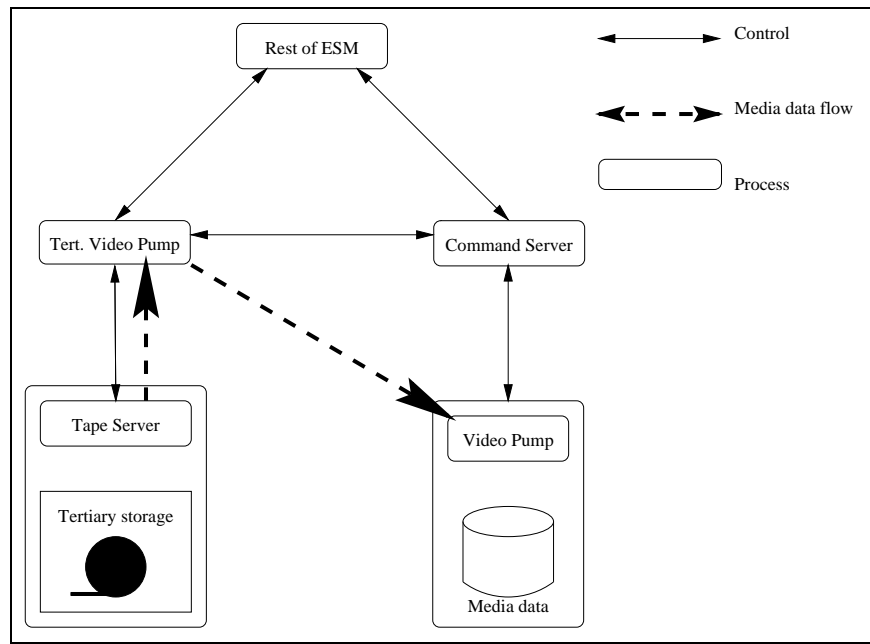 Rest of ESM
Control
Media data flow
Process
Tert. Video Pump
Command Server
Tape Server
Video Pump
Tertiary storage
Media data